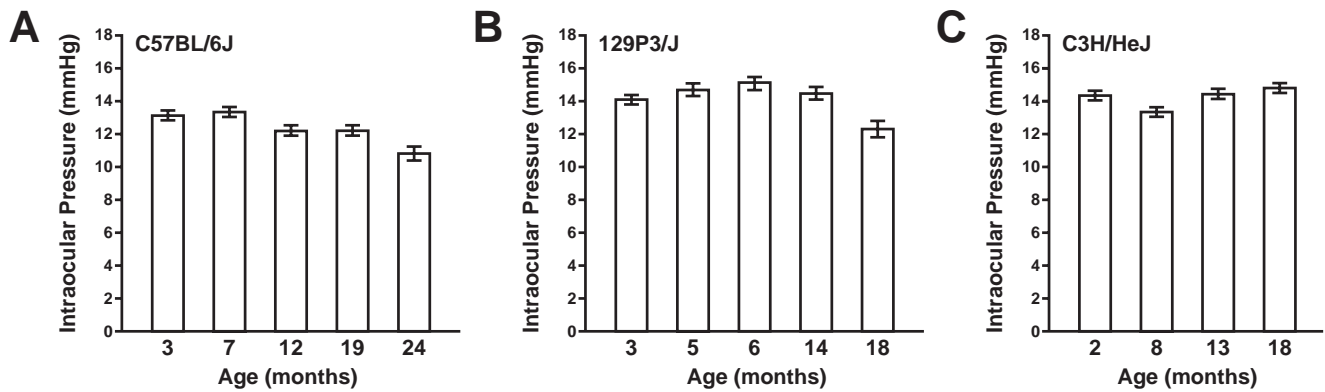 A
C57BL/6J
Intraocular Pressure (mmHg)
18
16
14
12
10
8
6
4
2
0
3 7 12 19 24
Age (months)
B
129P3/J
Intraocular Pressure (mmHg)
18
16
14
12
10
8
6
4
2
0
3 5 6 14 18
Age (months)
C
C3H/HeJ
Intraocular Pressure (mmHg)
18
16
14
12
10
8
6
4
2
0
2 8 13 18
Age (months)